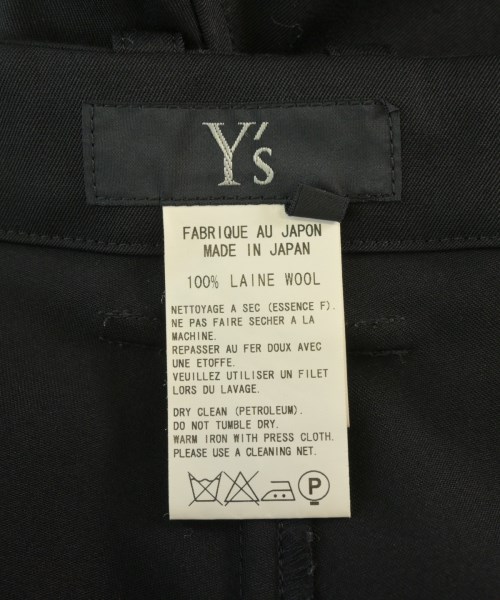 Y's
FABRIQUE AU JAPON
MADE IN JAPAN
100% LAINE WOOL
NETTOYAGE A SEC (ESSENCE F).
NE PAS FAIRE SECHER A LA
MACHINE.
REPASSER AU FER DOUX AVEC
UNE ETOFFE.
VEUILLEZ UTILISER UN FILET
LORS DU LAVAGE.
DRY CLEAN (PETROLEUM).
DO NOT TUMBLE DRY.
WARM IRON WITH PRESS CLOTH.
PLEASE USE A CLEANING NET.
P